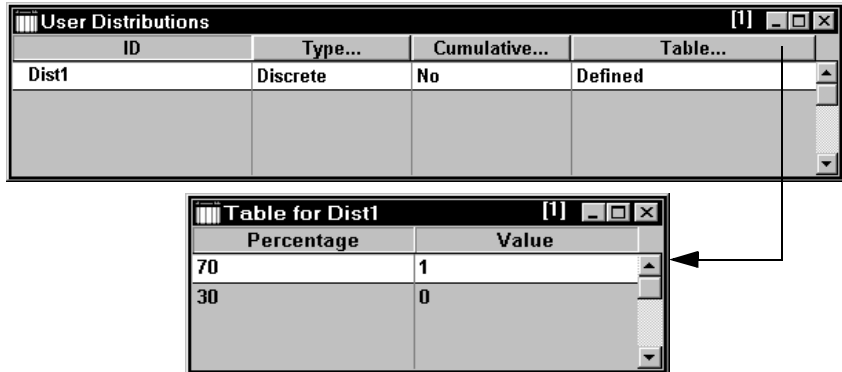 User Distributions [1]
ID Type... Cumulative... Table...
Dist1 Discrete No Defined
Table for Dist1 [1]
Percentage Value
70 1
30 0